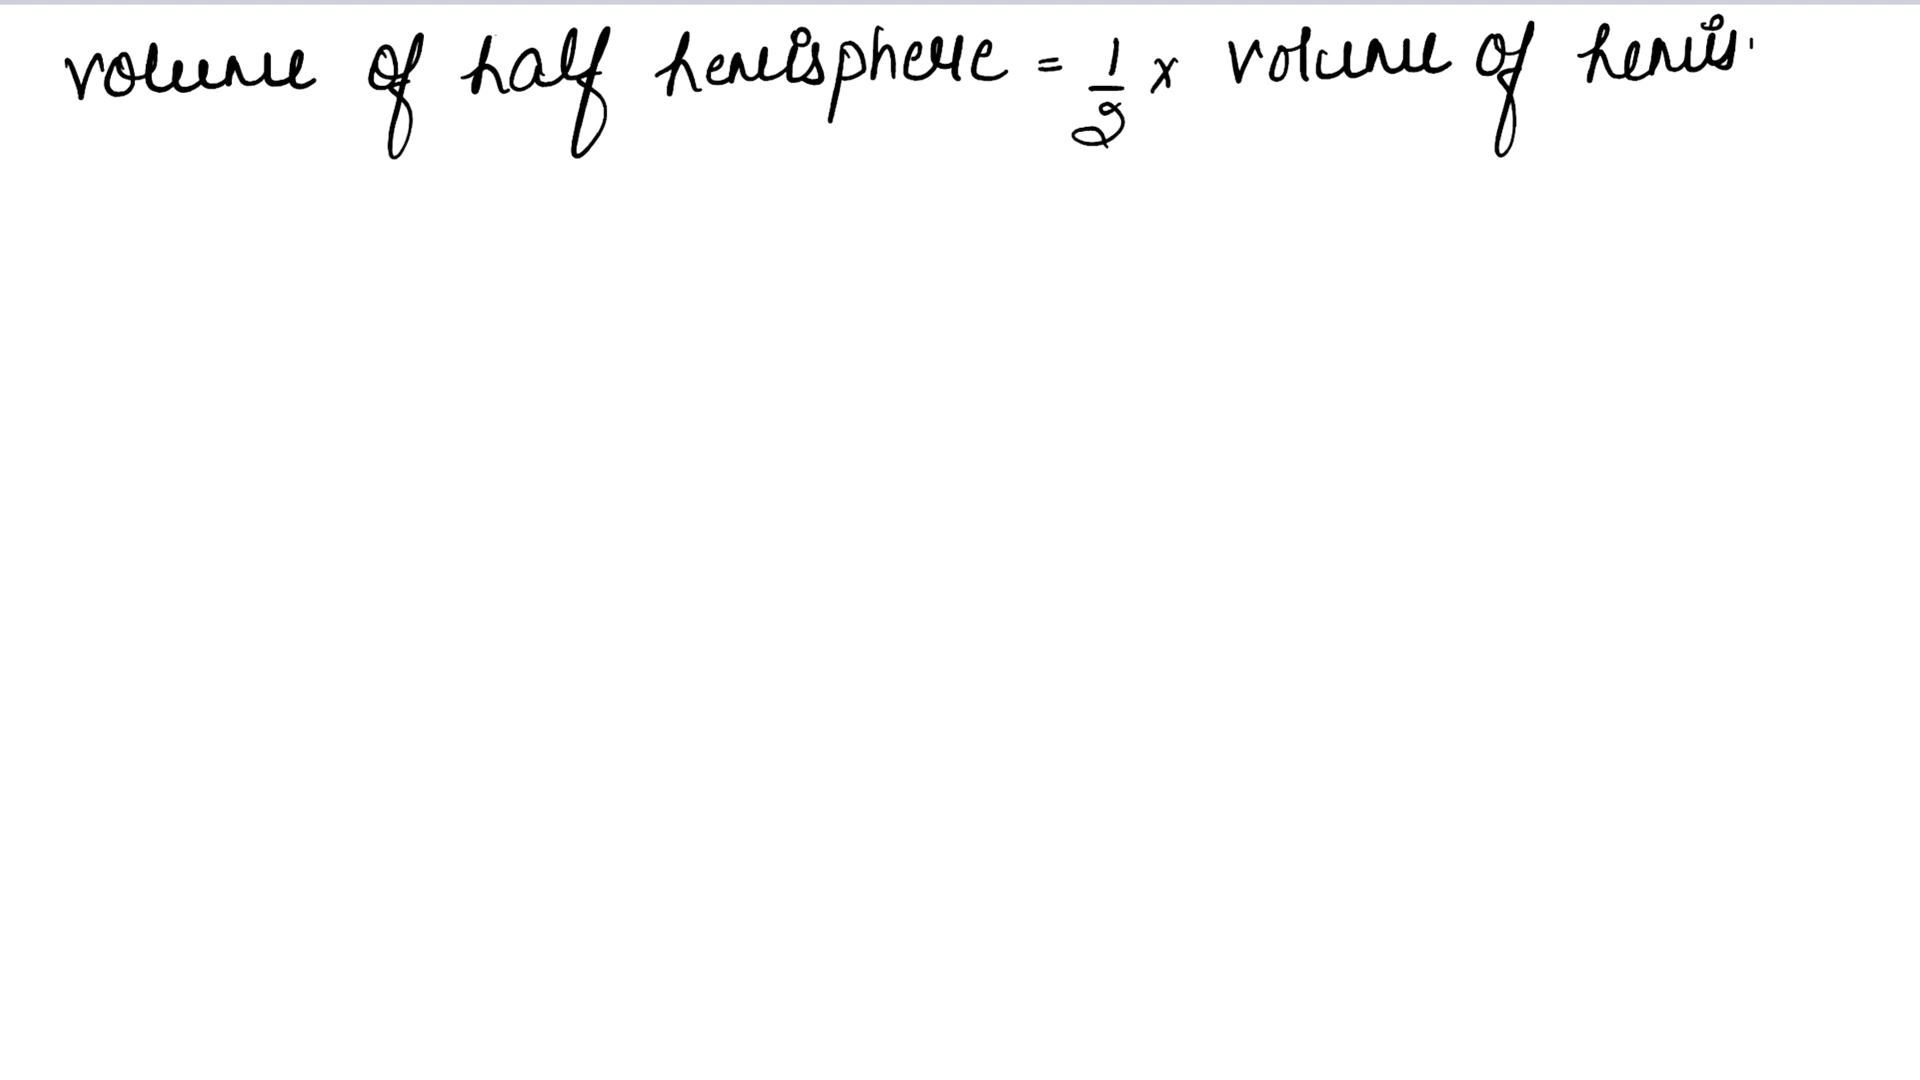 volume of half hemisphere = 1/2 x volume of hemis.